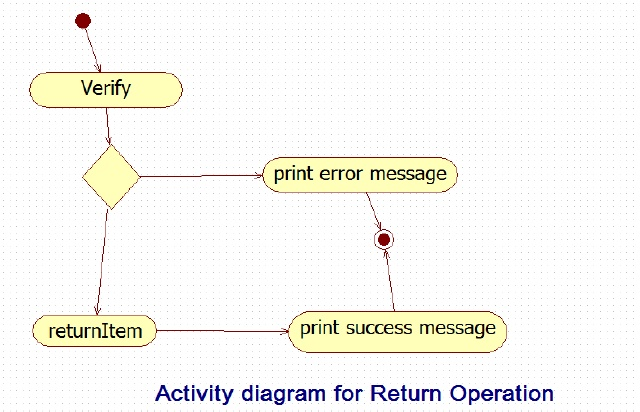 Verify
print error message
returnItem
print success message
Activity diagram for Return Operation